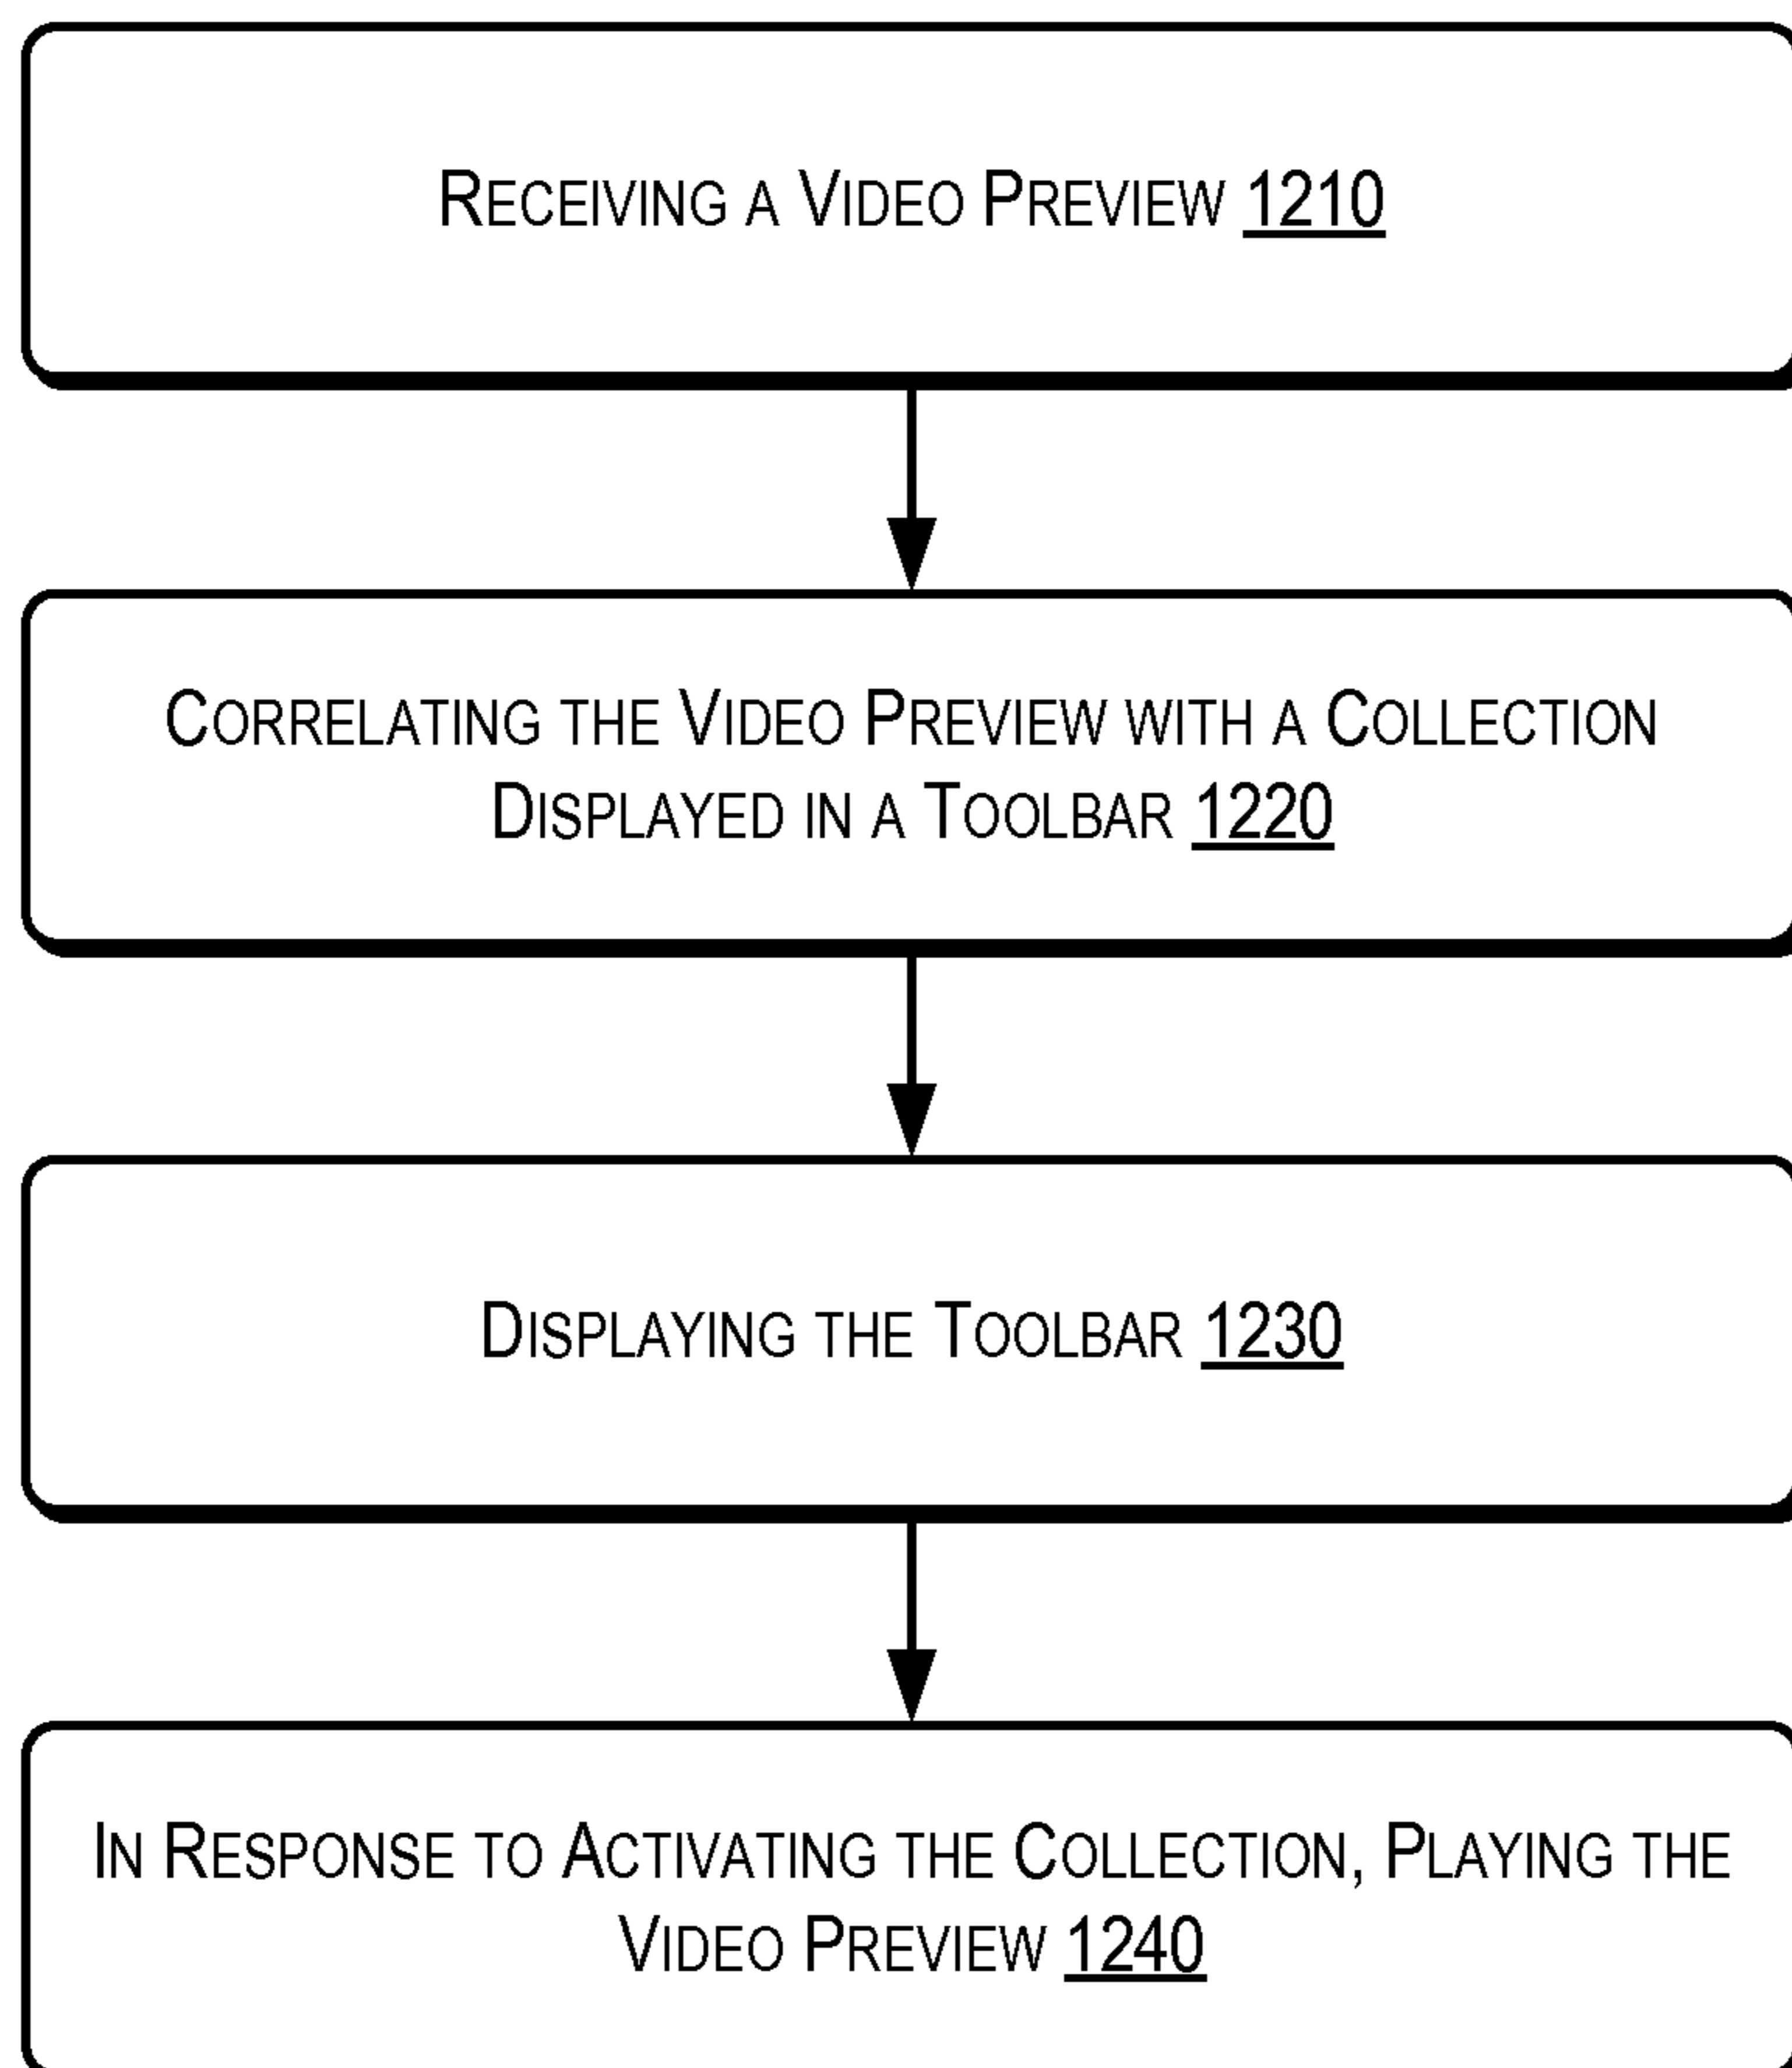 Receiving a Video Preview 1210
Correlating the Video Preview with a Collection
Displayed in a Toolbar 1220
Displaying the Toolbar 1230
In Response to Activating the Collection, Playing the
Video Preview 1240